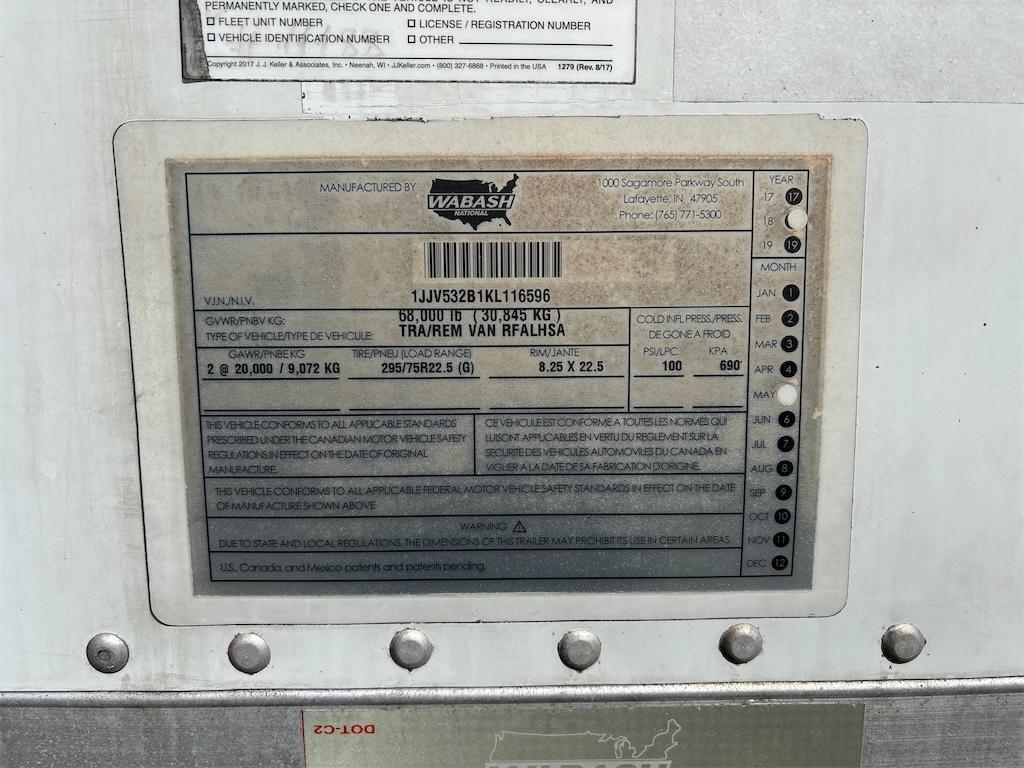 PERMANENTLY MARKED, CHECK ONE AND COMPLETE.
FLEET UNIT NUMBER
LICENSE / REGISTRATION NUMBER
VEHICLE IDENTIFICATION NUMBER
OTHER
Copyright 2017 J. J. Keller & Associates, Inc. • Neenah, WI • JJKeller.com • (800) 327-6868 • Printed in the USA 1279 (Rev. 8/17)
MANUFACTURED BY
WABASH
NATIONAL
1000 Sagamore Parkway South
Lafayette, IN 47905
Phone: (765) 771-5300
V.I.N./N.I.V.
1JJV532B1KL116596
GVWR/PNBV KG:
68,000 lb ( 30,845 KG )
TYPE OF VEHICLE/TYPE DE VEHICULE:
TRA/REM VAN RFALHSA
COLD INFL PRESS./PRESS.
DE GONE A FROID
GAWR/PNBE KG
TIRE/PNEU (LOAD RANGE)
RIM/JANTE
PSI/LPC
KPA
2 @ 20,000 / 9,072 KG
295/75R22.5 (G)
8.25 X 22.5
100
690
THIS VEHICLE CONFORMS TO ALL APPLICABLE STANDARDS
PRESCRIBED UNDER THE CANADIAN MOTOR VEHICLE SAFETY
REGULATIONS IN EFFECT ON THE DATE OF ORIGINAL
MANUFACTURE.
CE VEHICULE EST CONFORME A TOUTES LES NORMES QUI
LUISONT APPLICABLES EN VERTU DU REGLEMENT SUR LA
SECURITE DES VEHICULES AUTOMOVILES DU CANADA EN
VIGUER A LA DATE DE SA FABRICATION D'ORIGINE.
THIS VEHICLE CONFORMS TO ALL APPLICABLE FEDERAL MOTOR VEHICLE SAFETY STANDARDS IN EFFECT ON THE DATE
OF MANUFACTURE SHOWN ABOVE
WARNING
DUE TO STATE AND LOCAL REGULATIONS, THE DIMENSIONS OF THIS TRAILER MAY PROHIBIT ITS USE IN CERTAIN AREAS.
U.S., Canada, and Mexico patents and patents pending.
YEAR
17 17
18
19 19
MONTH
JAN 1
FEB 2
MAR 3
APR 4
MAY
JUN 6
JUL 7
AUG 8
SEP 9
OCT 10
NOV 11
DEC 12
DOT-C2
WABASH